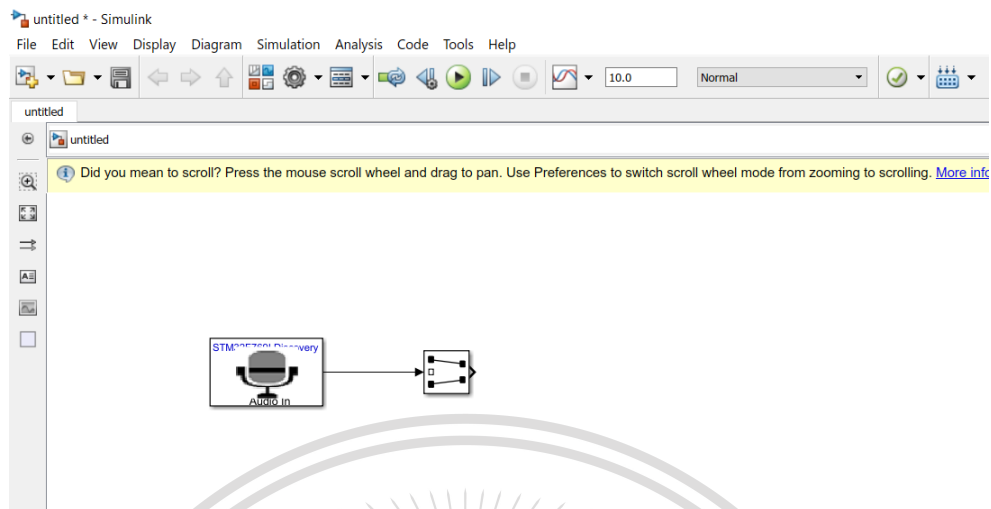 untitled * - Simulink
File Edit View Display Diagram Simulation Analysis Code Tools Help
10.0 Normal
untitled
untitled
Did you mean to scroll? Press the mouse scroll wheel and drag to pan. Use Preferences to switch scroll wheel mode from zooming to scrolling. More info
Audio In